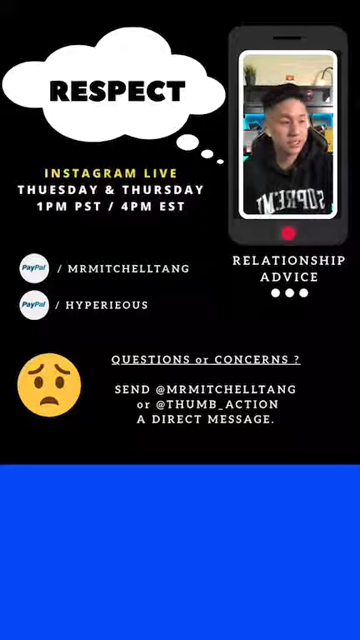 RESPECT
INSTAGRAM LIVE
THUESDAY & THURSDAY
1PM PST / 4PM EST
PayPal / MRMITCHELLTANG
PayPal / HYPERIEOUS
RELATIONSHIP
ADVICE
QUESTIONS or CONCERNS ?
SEND @MRMITCHELLTANG
or @THUMB_ACTION
A DIRECT MESSAGE.